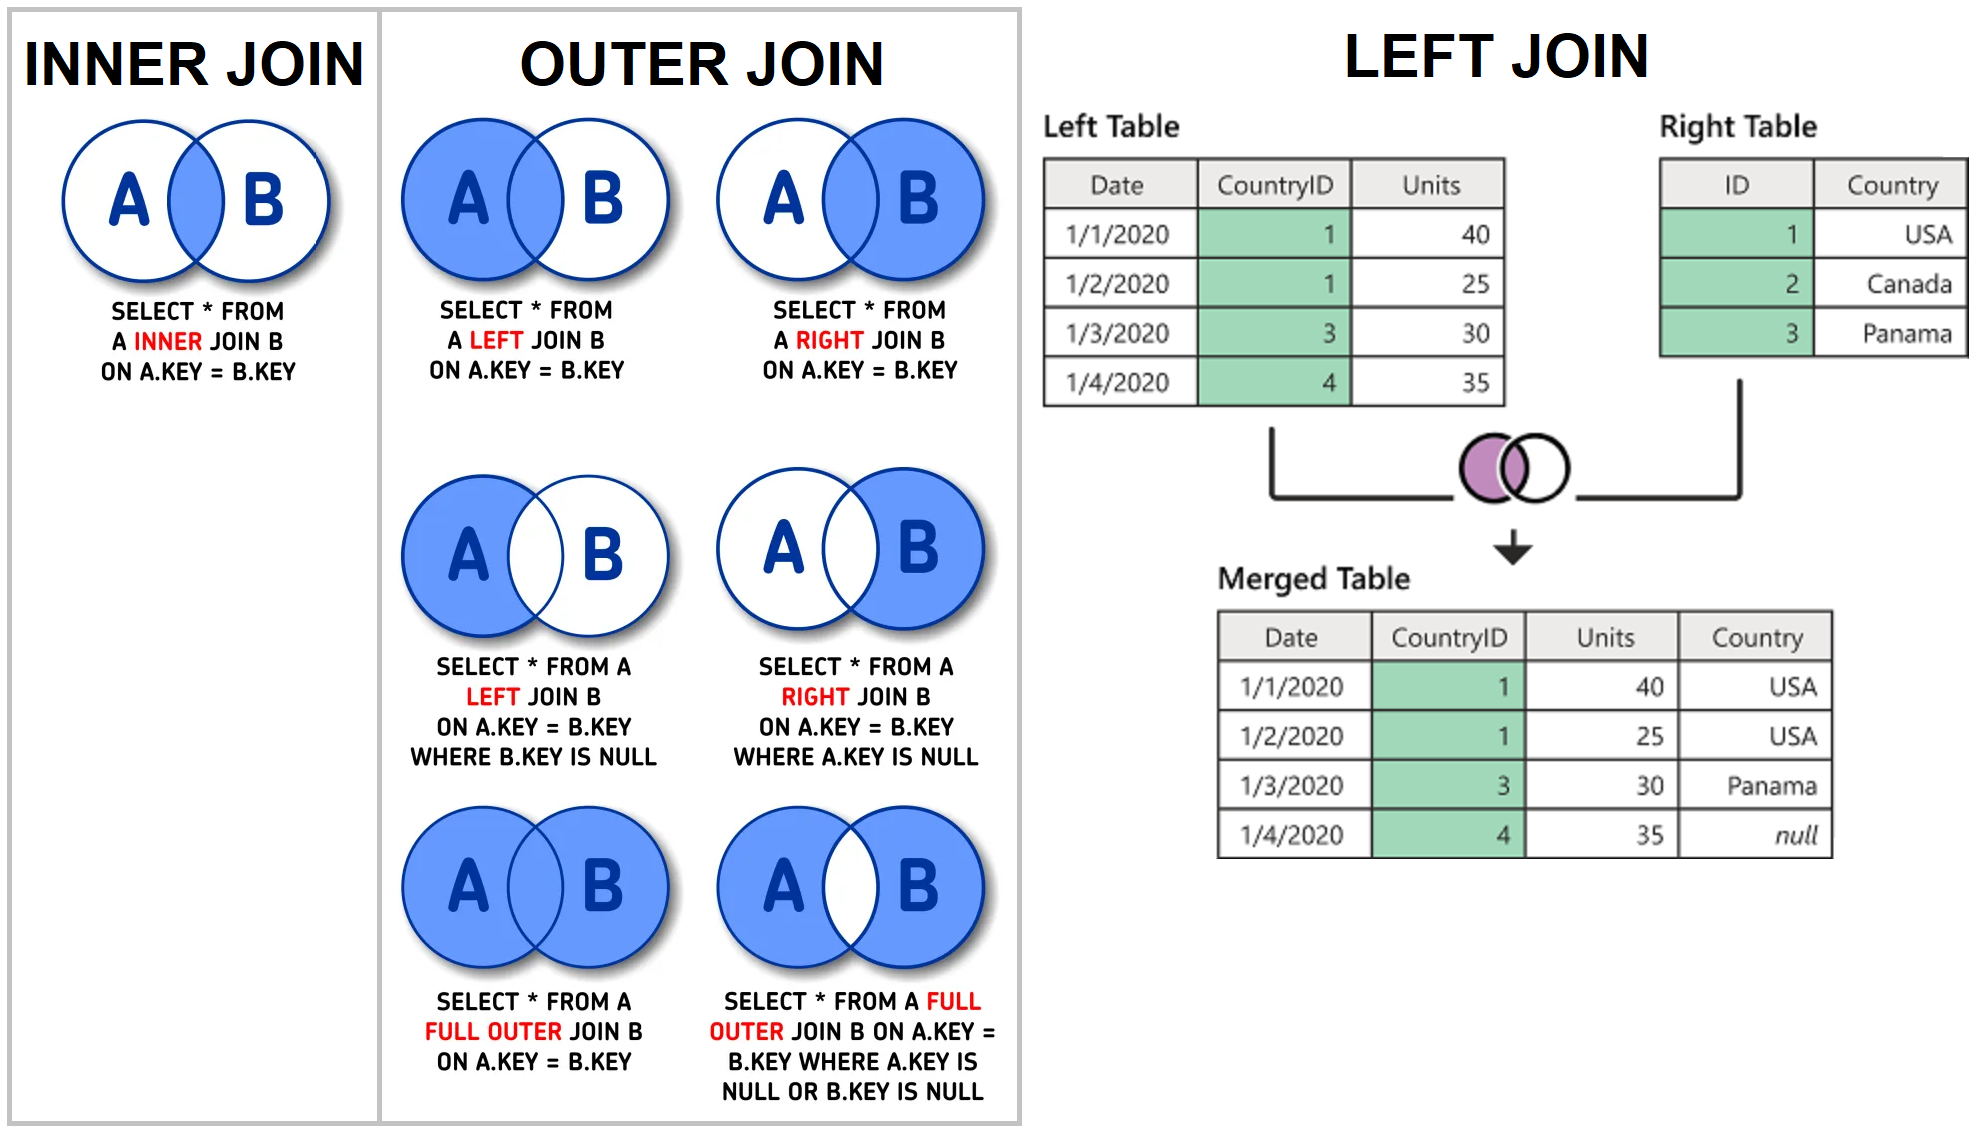 INNER JOIN
A B
SELECT * FROM
A INNER JOIN B
ON A.KEY = B.KEY
OUTER JOIN
A B
SELECT * FROM
A LEFT JOIN B
ON A.KEY = B.KEY
A B
SELECT * FROM
A RIGHT JOIN B
ON A.KEY = B.KEY
A B
SELECT * FROM A
LEFT JOIN B
ON A.KEY = B.KEY
WHERE B.KEY IS NULL
A B
SELECT * FROM A
RIGHT JOIN B
ON A.KEY = B.KEY
WHERE A.KEY IS NULL
A B
SELECT * FROM A
FULL OUTER JOIN B
ON A.KEY = B.KEY
A B
SELECT * FROM A FULL
OUTER JOIN B ON A.KEY =
B.KEY WHERE A.KEY IS
NULL OR B.KEY IS NULL
LEFT JOIN
Left Table
Date CountryID Units
1/1/2020 1 40
1/2/2020 1 25
1/3/2020 3 30
1/4/2020 4 35
Right Table
ID Country
1 USA
2 Canada
3 Panama
Merged Table
Date CountryID Units Country
1/1/2020 1 40 USA
1/2/2020 1 25 USA
1/3/2020 3 30 Panama
1/4/2020 4 35 null